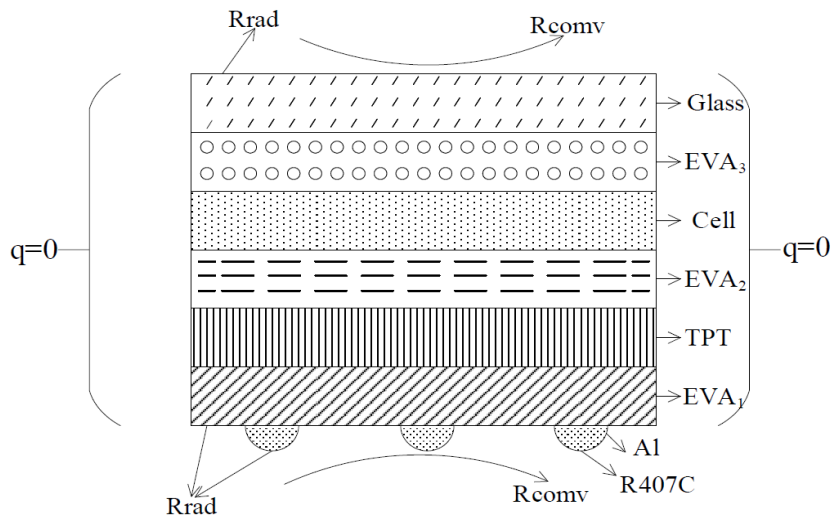 Rrad
Rcomv
Glass
EVA₃
Cell
q=0
q=0
EVA₂
TPT
EVA₁
Al
R407C
Rrad
Rcomv